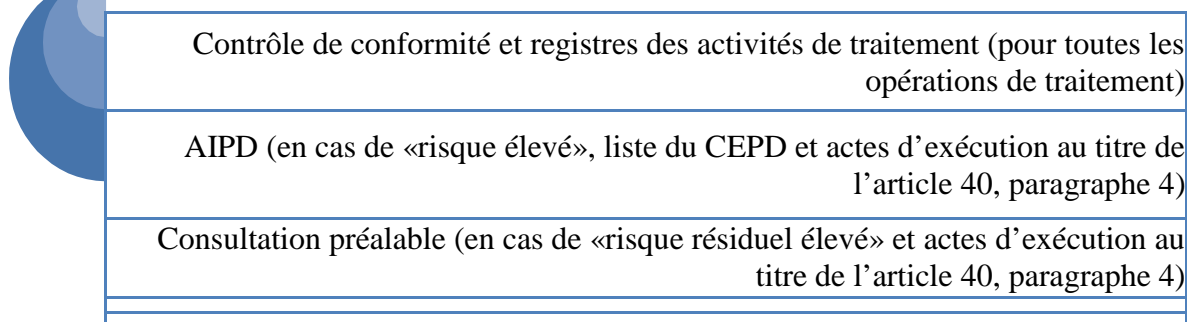 Contrôle de conformité et registres des activités de traitement (pour toutes les
opérations de traitement)
AIPD (en cas de «risque élevé», liste du CEPD et actes d’exécution au titre de
l’article 40, paragraphe 4)
Consultation préalable (en cas de «risque résiduel élevé» et actes d’exécution au
titre de l’article 40, paragraphe 4)